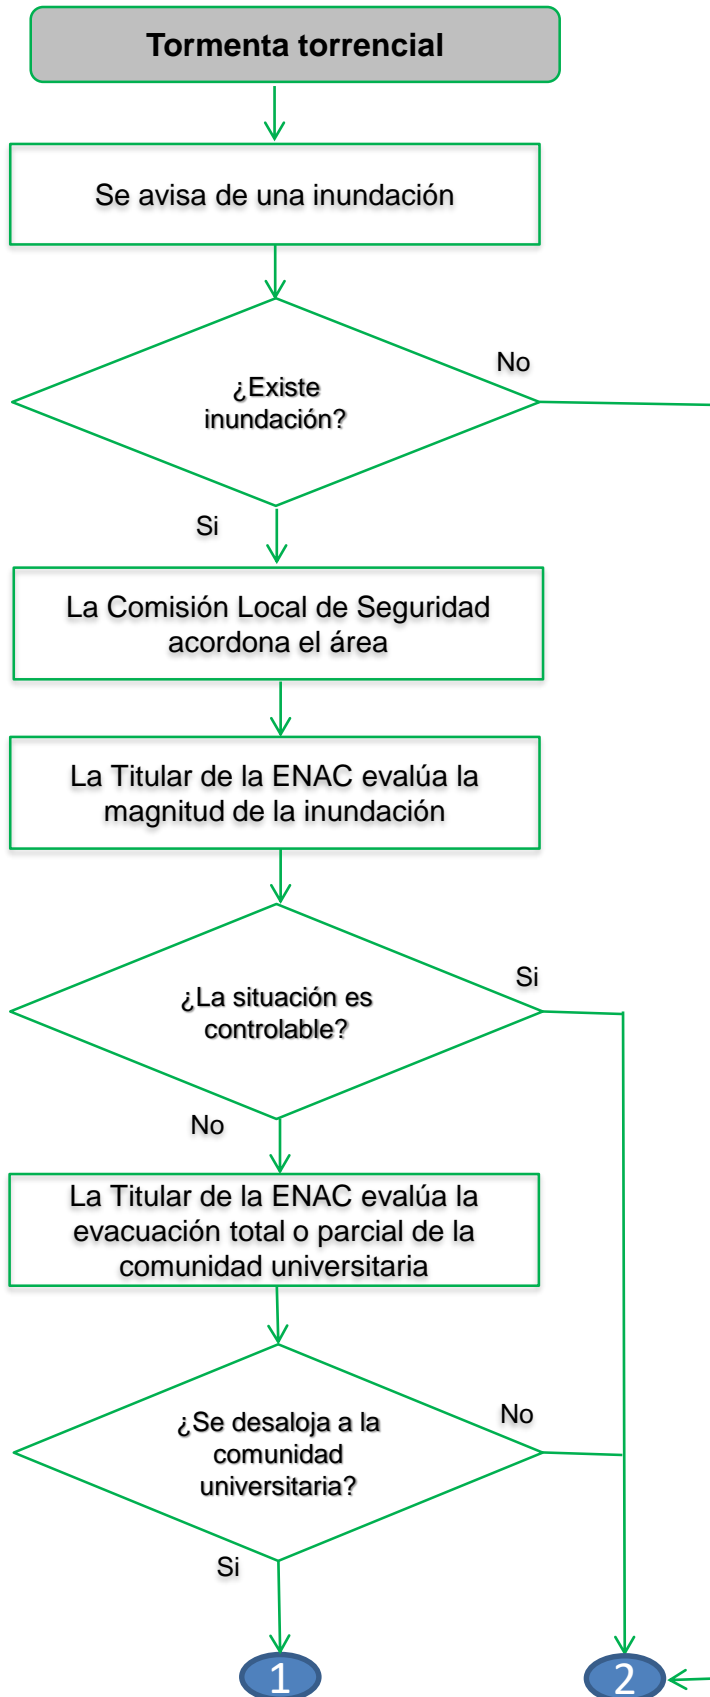 Tormenta torrencial
Se avisa de una inundación
¿Existe
inundación?
No
Si
La Comisión Local de Seguridad
acordona el área
La Titular de la ENAC evalúa la
magnitud de la inundación
¿La situación es
controlable?
Si
No
La Titular de la ENAC evalúa la
evacuación total o parcial de la
comunidad universitaria
¿Se desaloja a la
comunidad
universitaria?
No
Si
1
2